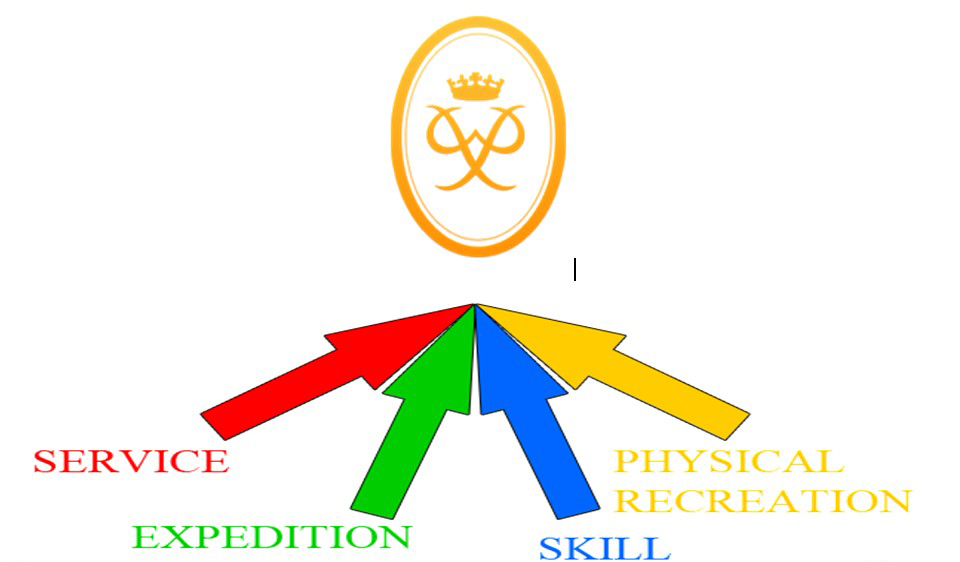 SERVICE
PHYSICAL
RECREATION
EXPEDITION
SKILL